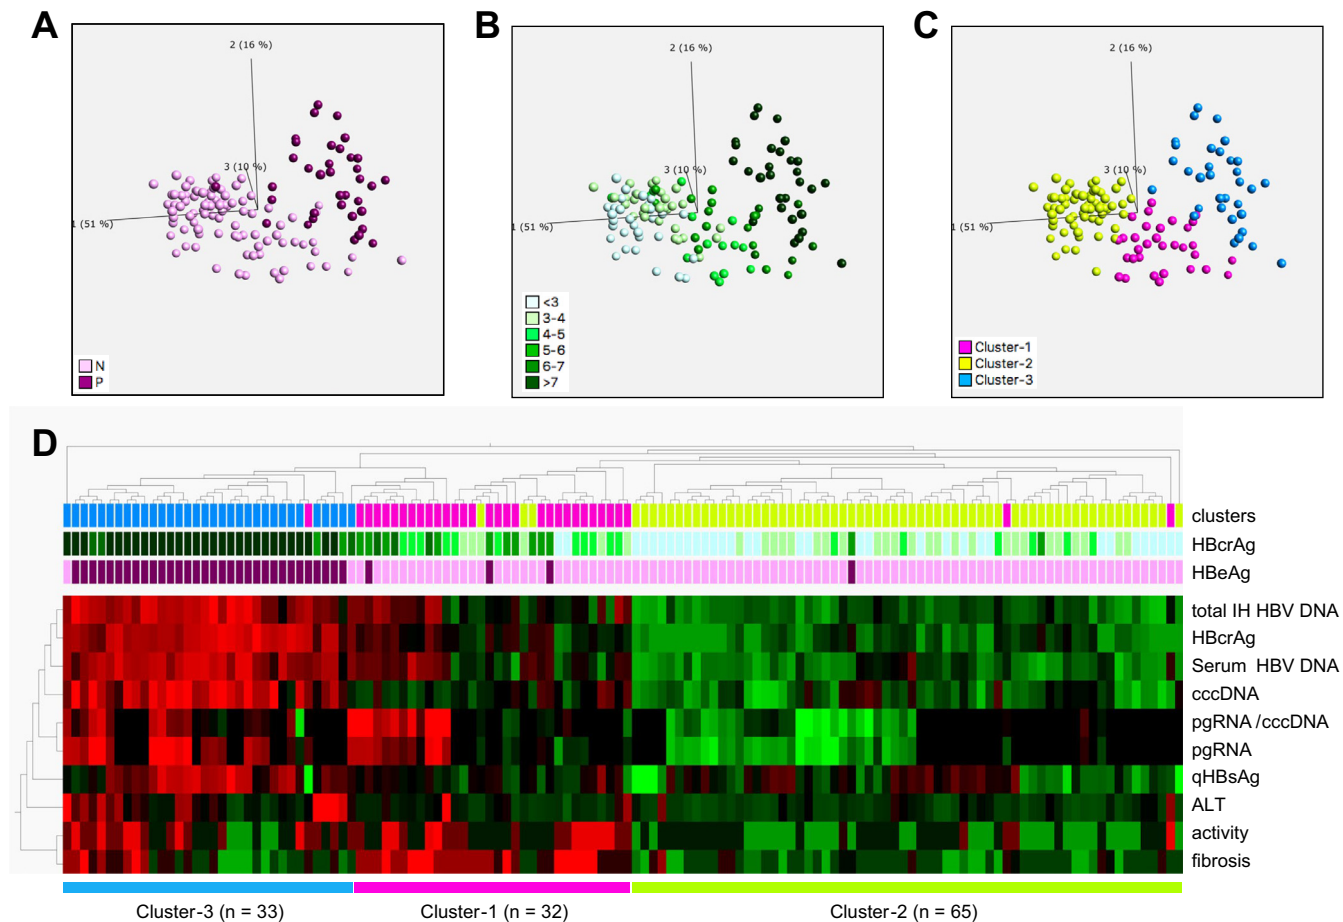 A
2 (16 %)
3 (10 %)
1 (51 %)
N
P
B
2 (16 %)
3 (10 %)
1 (51 %)
<3
3-4
4-5
5-6
6-7
>7
C
2 (16 %)
3 (10 %)
1 (51 %)
Cluster-1
Cluster-2
Cluster-3
D
clusters
HBcrAg
HBeAg
total IH HBV DNA
HBcrAg
Serum HBV DNA
cccDNA
pgRNA /cccDNA
pgRNA
qHBsAg
ALT
activity
fibrosis
Cluster-3 (n = 33)
Cluster-1 (n = 32)
Cluster-2 (n = 65)